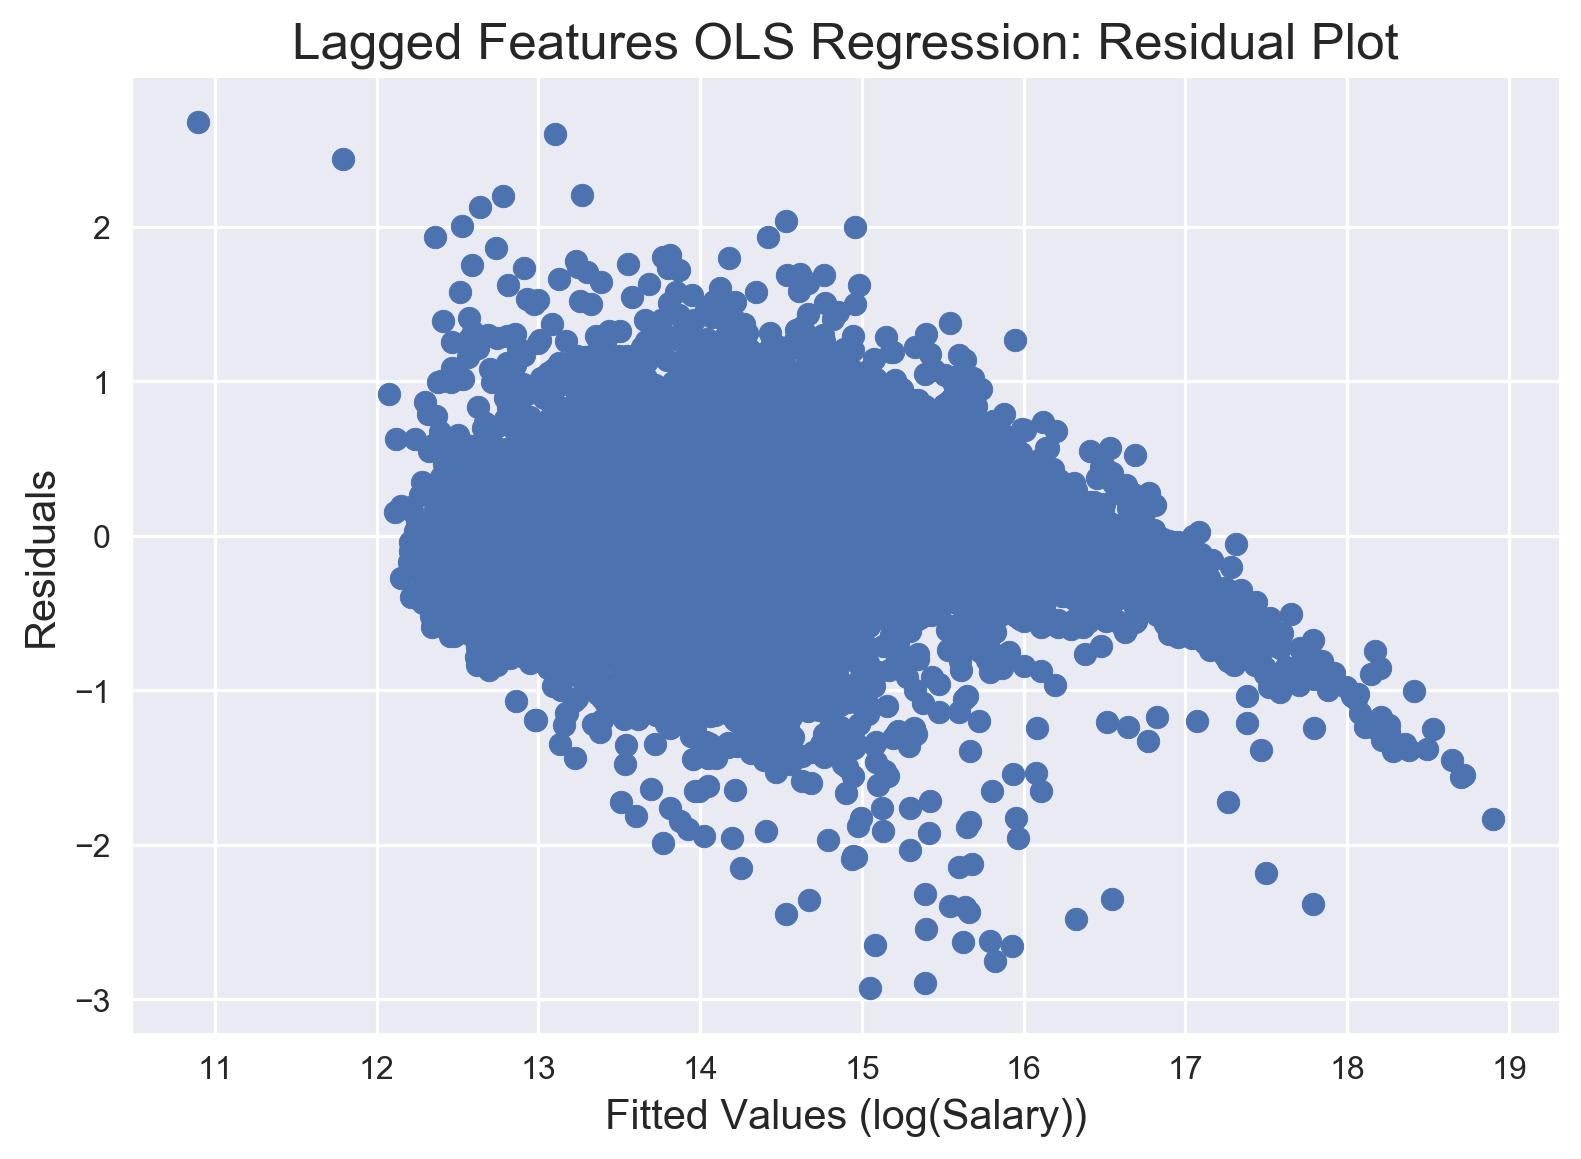 Lagged Features OLS Regression: Residual Plot
Residuals
2
1
0
−1
−2
−3
11 12 13 14 15 16 17 18 19
Fitted Values (log(Salary))